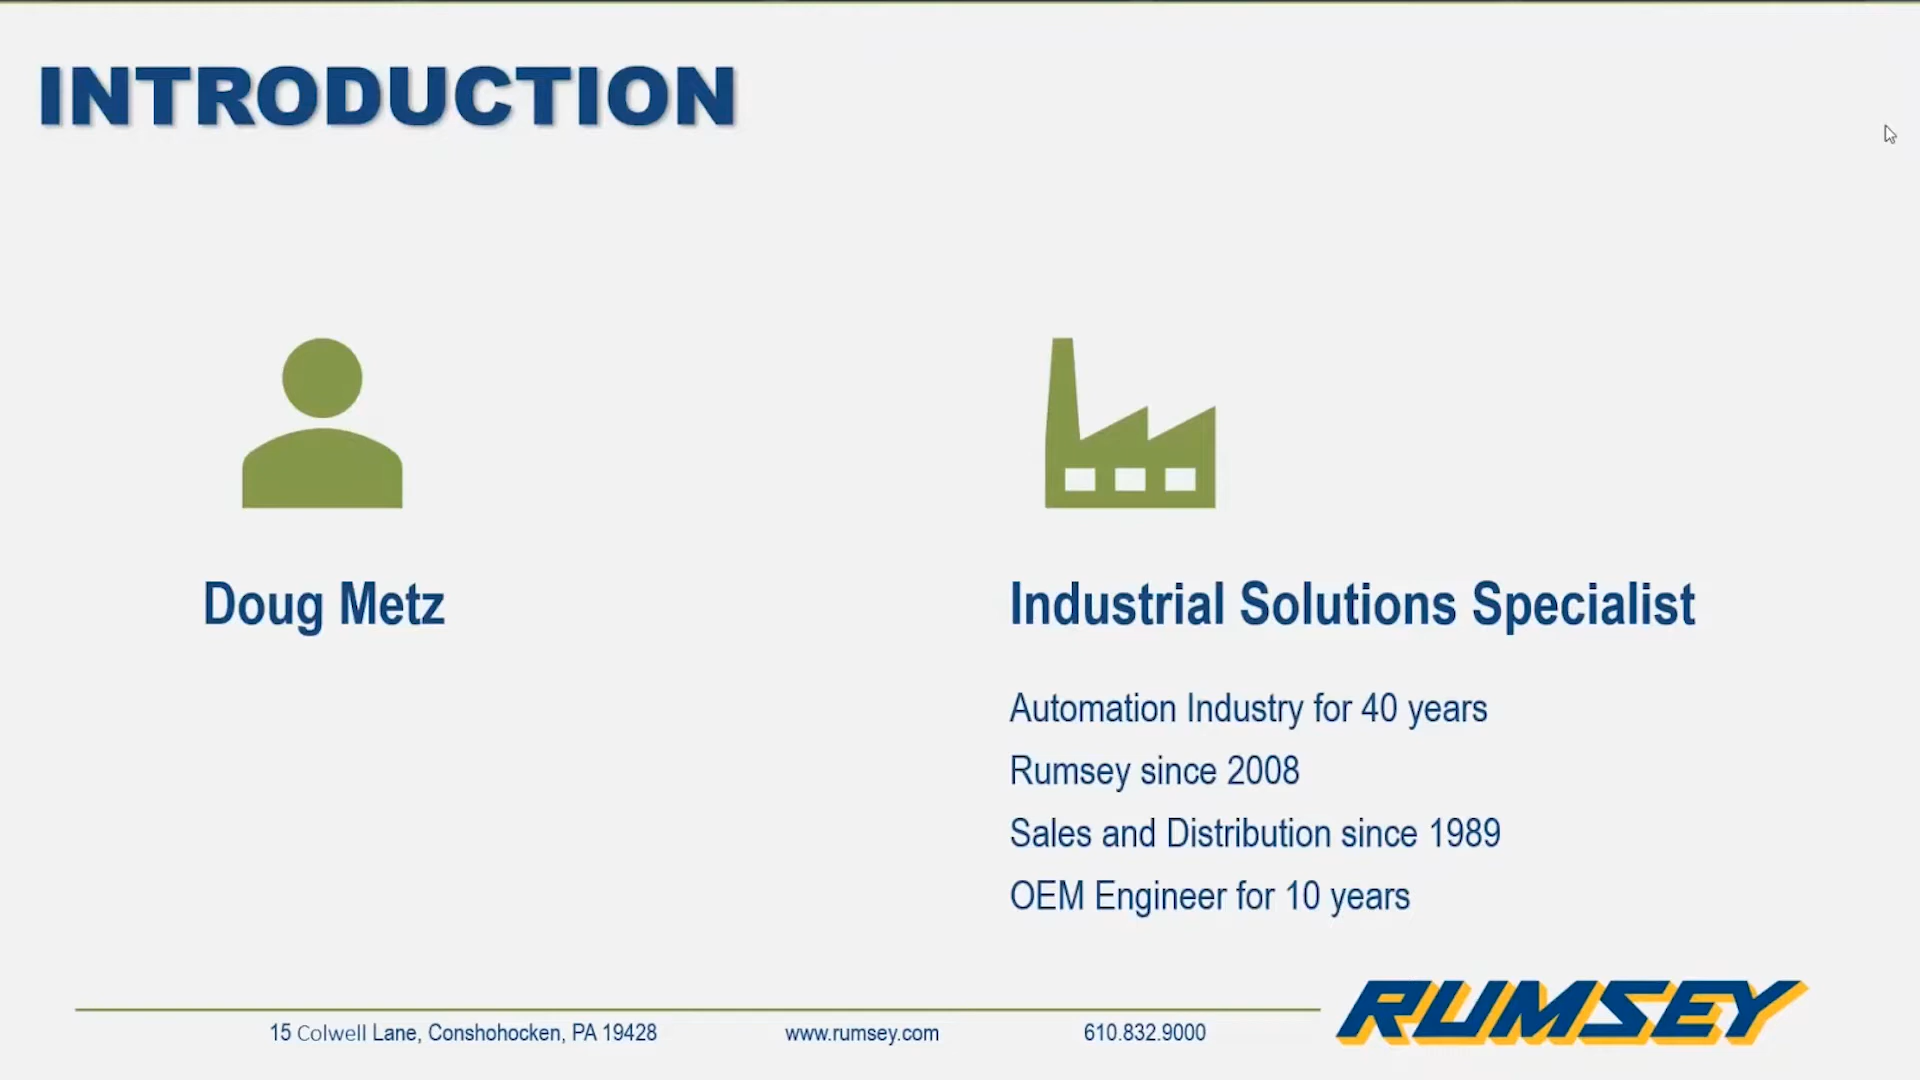 INTRODUCTION
Doug Metz
Industrial Solutions Specialist
Automation Industry for 40 years
Rumsey since 2008
Sales and Distribution since 1989
OEM Engineer for 10 years
15 Colwell Lane, Conshohocken, PA 19428
www.rumsey.com
610.832.9000
RUMSEY